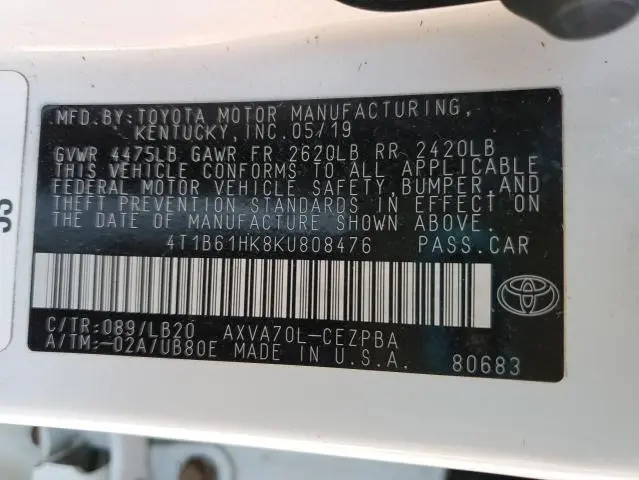 MFD.BY:TOYOTA MOTOR MANUFACTURING,
KENTUCKY, INC.05/19
GVWR 4475LB GAWR FR 2620LB RR 2420LB
THIS VEHICLE CONFORMS TO ALL APPLICABLE
FEDERAL MOTOR VEHICLE SAFETY, BUMPER,AND
THEFT PREVENTION STANDARDS IN EFFECT ON
THE DATE OF MANUFACTURE SHOWN ABOVE.
4T1B61HK8KU808476 PASS.CAR
C/TR:089/LB20 AXVA70L-CEZPBA
A/TM:-02A/UB80E MADE IN U.S.A. 80683